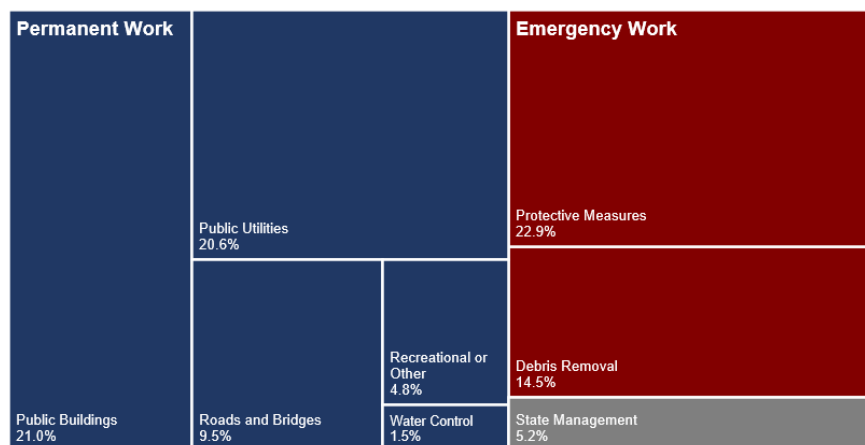 Permanent Work
Public Buildings
21.0%
Public Utilities
20.6%
Roads and Bridges
9.5%
Recreational or
Other
4.8%
Water Control
1.5%
Emergency Work
Protective Measures
22.9%
Debris Removal
14.5%
State Management
5.2%